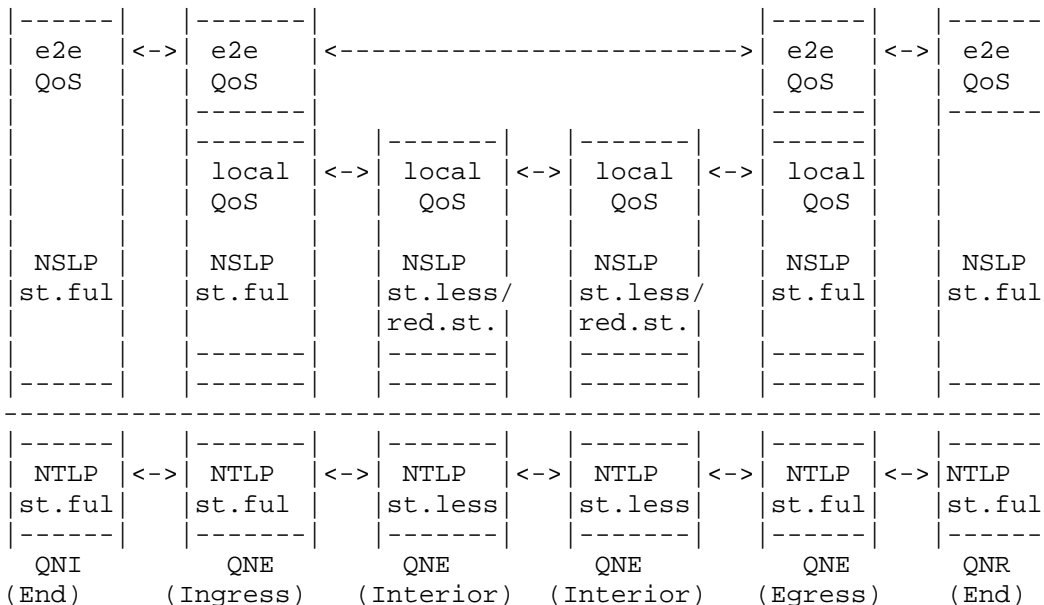 |------|   |-------|                           |------|   |------
| e2e  |<->| e2e   |<------------------------->| e2e  |<->| e2e
| QoS  |   | QoS   |                           | QoS  |   | QoS
|      |   |-------|                           |------|   |------
|      |   |-------|   |-------|   |-------|   |------|   |
|      |   | local |<->| local |<->| local |<->| local|   |
|      |   | QoS   |   |  QoS  |   |  QoS  |   |  QoS |   |
|      |   |       |   |       |   |       |   |      |   |
| NSLP |   | NSLP  |   | NSLP  |   | NSLP  |   | NSLP |   | NSLP
|st.ful|   |st.ful |   |st.less/   |st.less/   |st.ful|   |st.ful
|      |   |       |   |red.st.|   |red.st.|   |      |   |
|      |   |-------|   |-------|   |-------|   |------|   |
|------|   |-------|   |-------|   |-------|   |------|   |------
-----------------------------------------------------------------
|------|   |-------|   |-------|   |-------|   |------|   |------
| NTLP |<->| NTLP  |<->| NTLP  |<->| NTLP  |<->| NTLP |<->|NTLP
|st.ful|   |st.ful |   |st.less|   |st.less|   |st.ful|   |st.ful
|------|   |-------|   |-------|   |-------|   |------|   |------
  QNI         QNE        QNE         QNE         QNE       QNR
(End)     (Ingress)   (Interior)  (Interior)   (Egress)   (End)